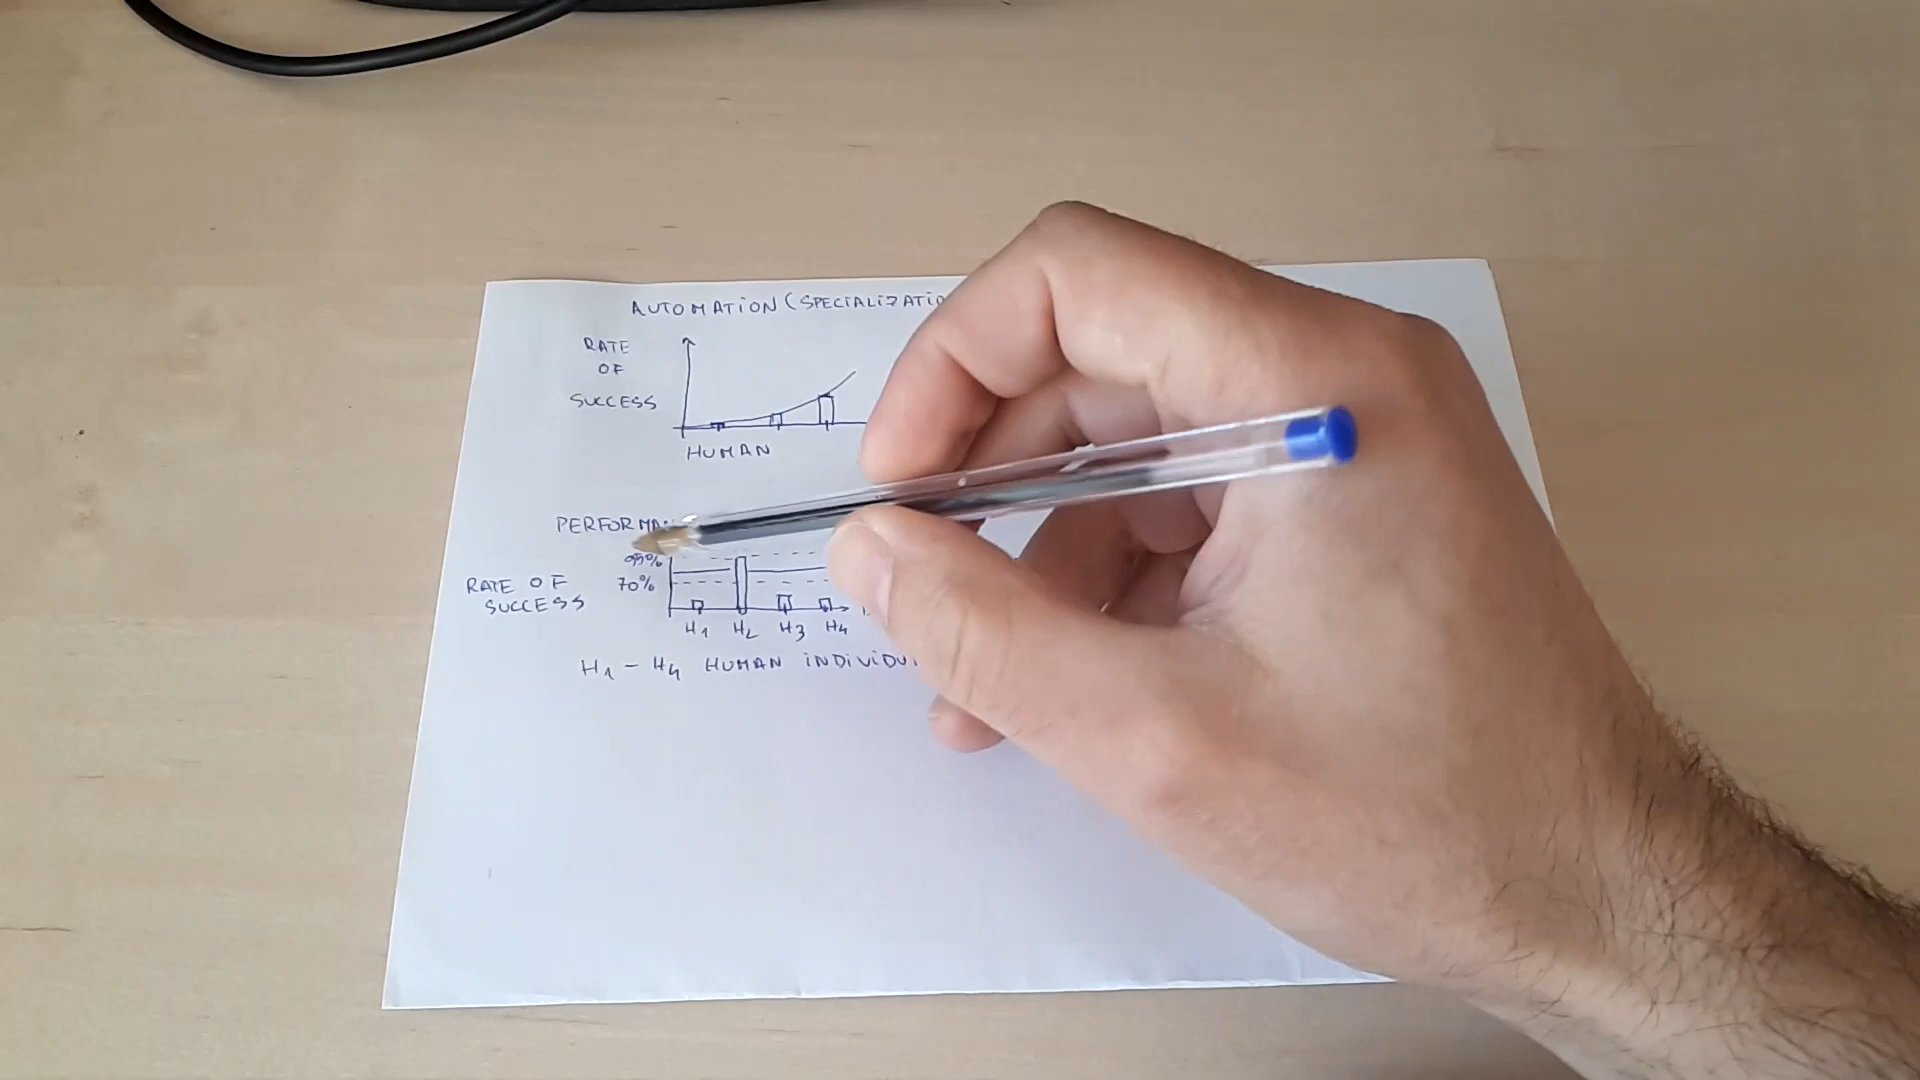 AUTOMATION (SPECIALIZATIO
RATE
OF
SUCCESS
HUMAN
PERFORMA
95%
70%
RATE OF
SUCCESS
H1 H2 H3 H4
H1 - H4 HUMAN INDIVIDU